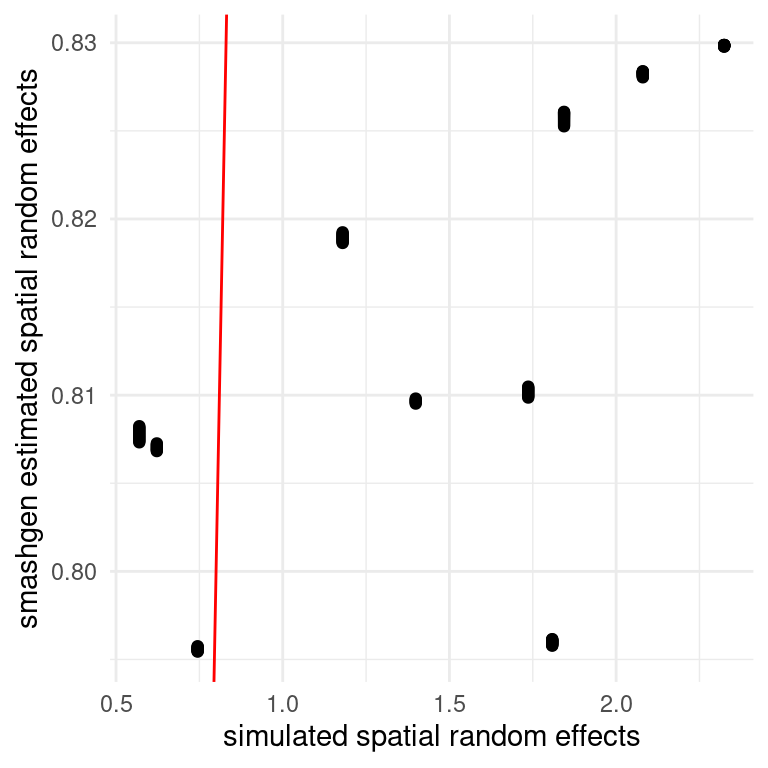 smashgen estimated spatial random effects
0.83
0.82
0.81
0.80
0.5 1.0 1.5 2.0
simulated spatial random effects